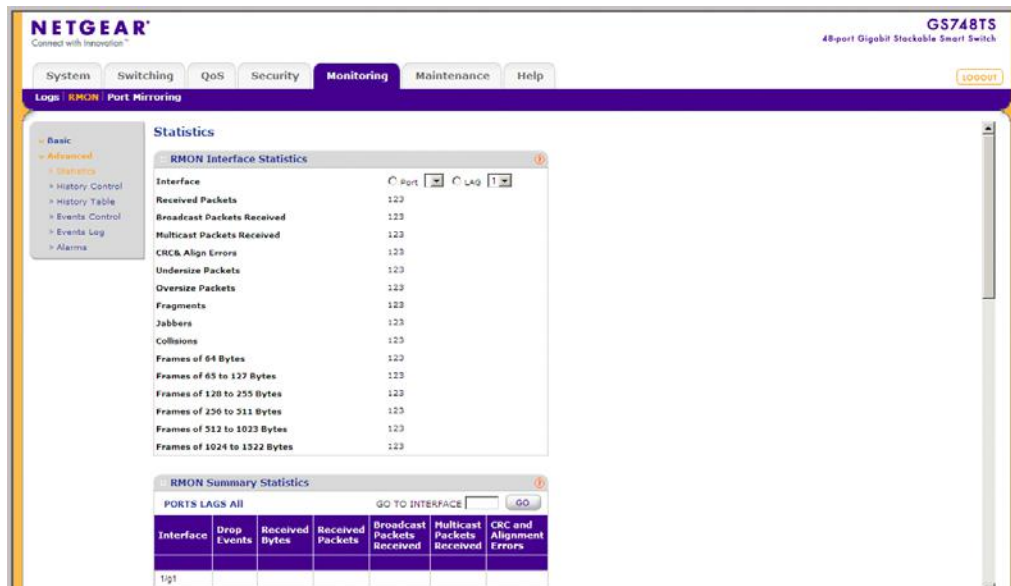 NETGEAR
Connect with Innovation™
GS748TS
48-port Gigabit Stackable Smart Switch
System Switching QoS Security Monitoring Maintenance Help
LOGOUT
Logs RMON Port Mirroring
Basic
Advanced
Statistics
History Control
History Table
Events Control
Events Log
Alarms
Statistics
RMON Interface Statistics
Interface Port LAG 1
Received Packets 123
Broadcast Packets Received 123
Multicast Packets Received 123
CRC& Align Errors 123
Undersize Packets 123
Oversize Packets 123
Fragments 123
Jabbers 123
Collisions 123
Frames of 64 Bytes 123
Frames of 65 to 127 Bytes 123
Frames of 128 to 255 Bytes 123
Frames of 256 to 511 Bytes 123
Frames of 512 to 1023 Bytes 123
Frames of 1024 to 1522 Bytes 123
RMON Summary Statistics
PORTS LAGS All GO TO INTERFACE GO
Interface Drop Events Received Bytes Received Packets Broadcast Packets Received Multicast Packets Received CRC and Alignment Errors
1/g1